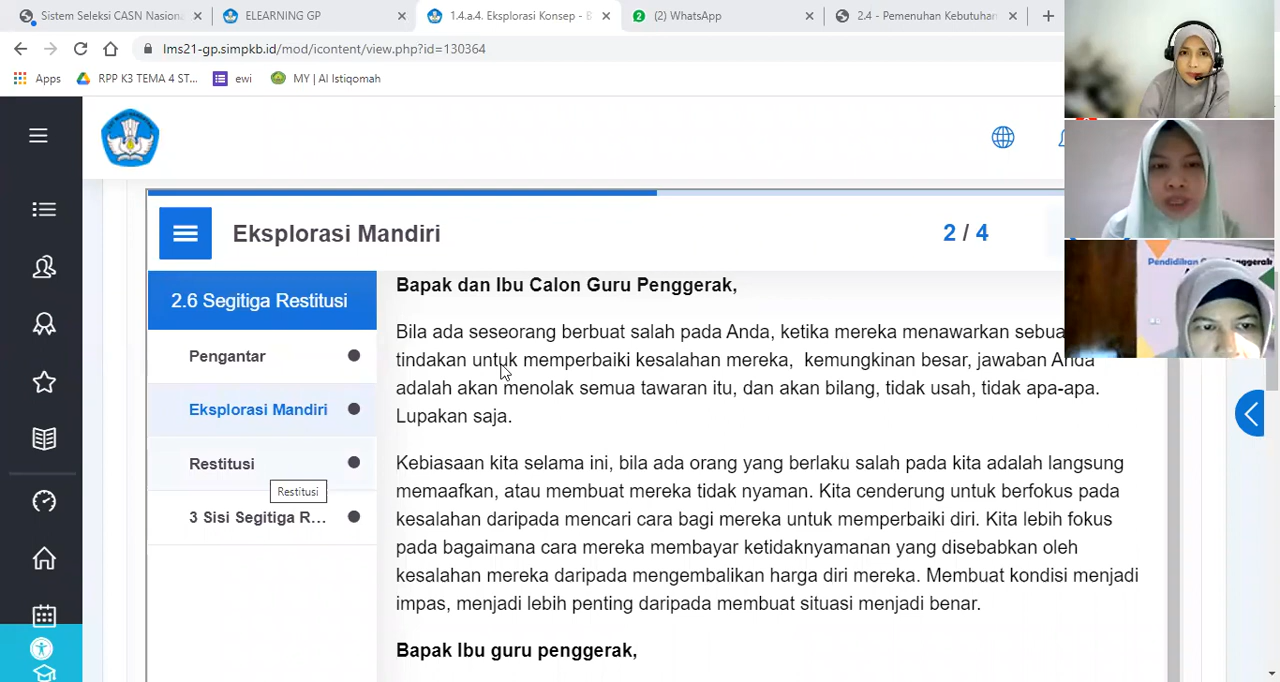 Sistem Seleksi CASN Nasiona
ELEARNING GP
1.4.a.4. Eksplorasi Konsep - B
(2) WhatsApp
2.4 - Pemenuhan Kebutuhan
lms21-gp.simpkb.id/mod/icontent/view.php?id=130364
Apps
RPP K3 TEMA 4 ST...
ewi
MY | Al Istiqomah
Eksplorasi Mandiri
2 / 4
2.6 Segitiga Restitusi
Pengantar
Eksplorasi Mandiri
Restitusi
Restitusi
3 Sisi Segitiga R...
Bapak dan Ibu Calon Guru Penggerak,
Bila ada seseorang berbuat salah pada Anda, ketika mereka menawarkan sebua
tindakan untuk memperbaiki kesalahan mereka, kemungkinan besar, jawaban Anda
adalah akan menolak semua tawaran itu, dan akan bilang, tidak usah, tidak apa-apa.
Lupakan saja.
Kebiasaan kita selama ini, bila ada orang yang berlaku salah pada kita adalah langsung
memaafkan, atau membuat mereka tidak nyaman. Kita cenderung untuk berfokus pada
kesalahan daripada mencari cara bagi mereka untuk memperbaiki diri. Kita lebih fokus
pada bagaimana cara mereka membayar ketidaknyamanan yang disebabkan oleh
kesalahan mereka daripada mengembalikan harga diri mereka. Membuat kondisi menjadi
impas, menjadi lebih penting daripada membuat situasi menjadi benar.
Bapak Ibu guru penggerak,
Pendidikan Guru Penggerak